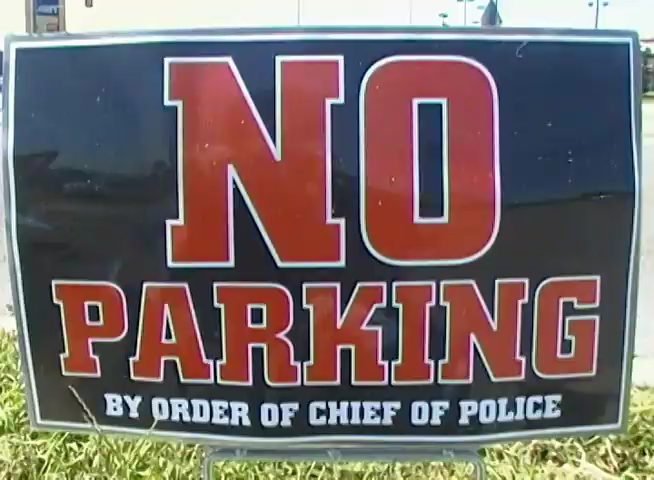 NO
PARKING
BY ORDER OF CHIEF OF POLICE